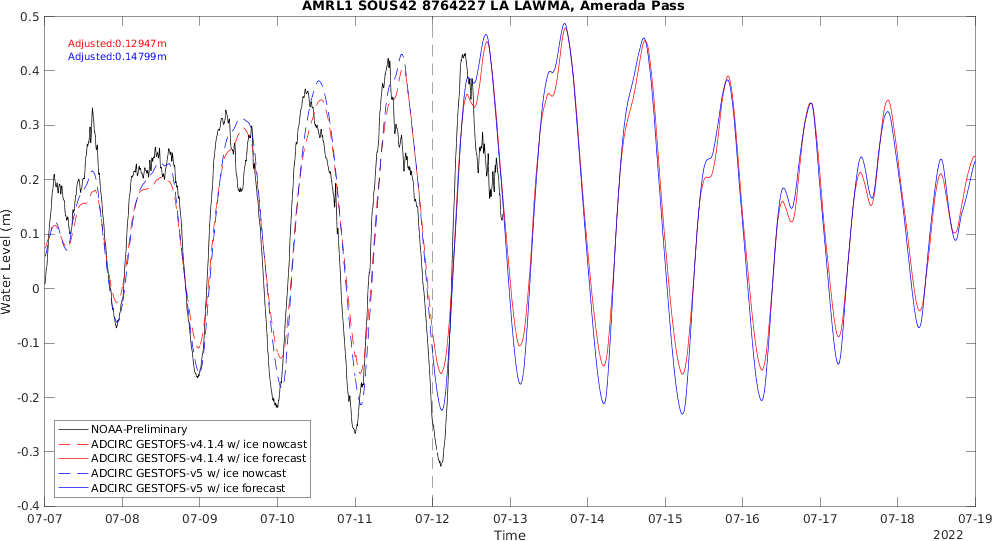 AMRL1 SOUS42 8764227 LA LAWMA, Amerada Pass
Adjusted:0.12947m
Adjusted:0.14799m
Water Level (m)
0.5
0.4
0.3
0.2
0.1
0
-0.1
-0.2
-0.3
-0.4
NOAA-Preliminary
ADCIRC GESTOFS-v4.1.4 w/ ice nowcast
ADCIRC GESTOFS-v4.1.4 w/ ice forecast
ADCIRC GESTOFS-v5 w/ ice nowcast
ADCIRC GESTOFS-v5 w/ ice forecast
07-07 07-08 07-09 07-10 07-11 07-12 07-13 07-14 07-15 07-16 07-17 07-18 07-19
Time
2022